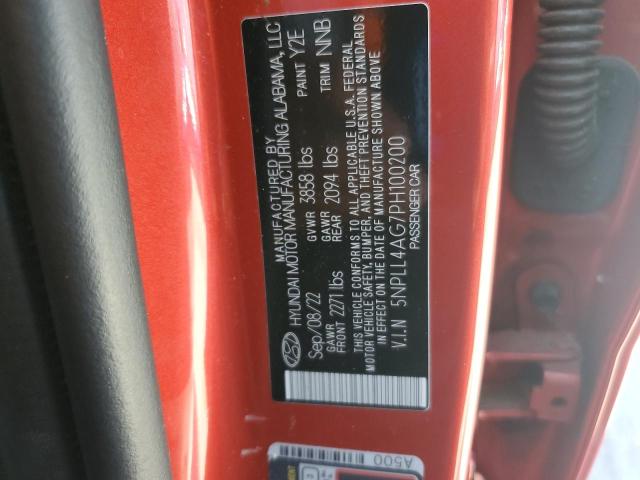 MANUFACTURED BY
HYUNDAI MOTOR MANUFACTURING ALABAMA, LLC
Sep/08/22 GVWR 3858 lbs PAINT Y2E
GAWR FRONT 2271 lbs GAWR REAR 2094 lbs TRIM NNB
THIS VEHICLE CONFORMS TO ALL APPLICABLE U.S.A. FEDERAL
MOTOR VEHICLE SAFETY, BUMPER, AND THEFT PREVENTION STANDARDS
IN EFFECT ON THE DATE OF MANUFACTURE SHOWN ABOVE
V.I.N 5NPLL4AG7PH100200
PASSENGER CAR
A500